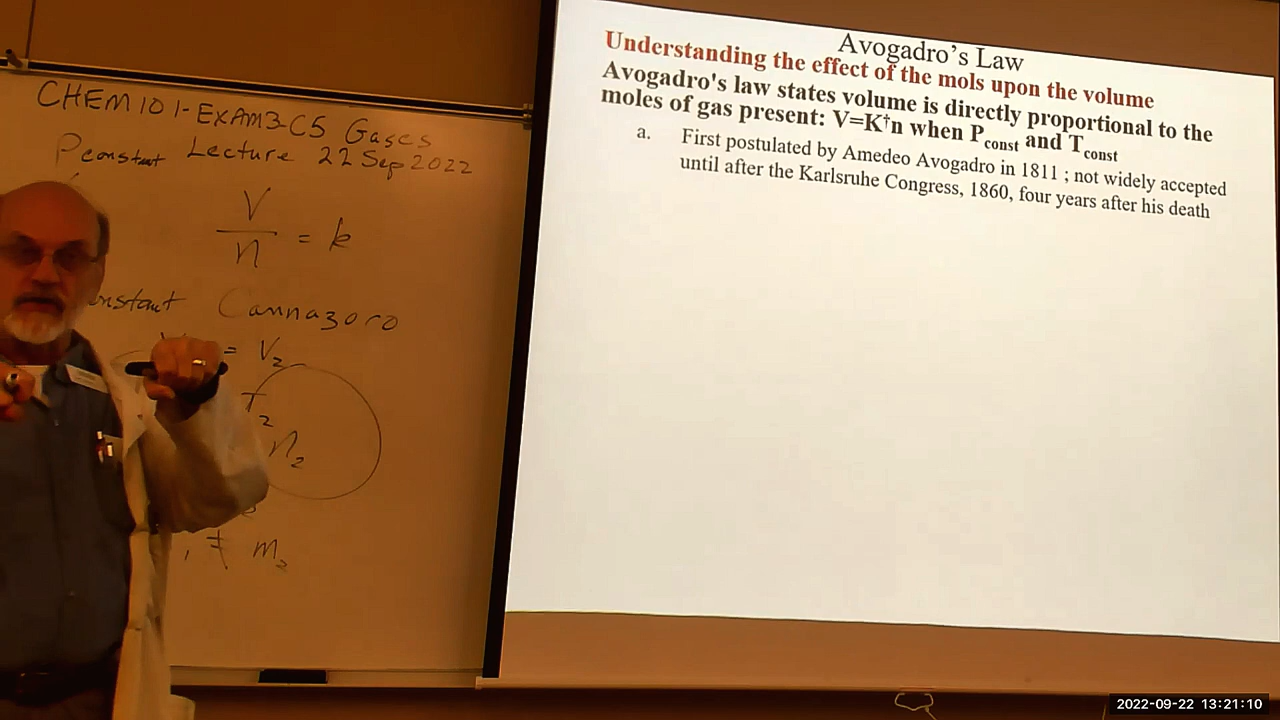 CHEM 101-EXAM3-C5 Gases
Pconstant Lecture 22 Sep 2022
V
n = k
Cannazoro
= V2
T2
n2
≠ m2
Avogadro's Law
Understanding the effect of the mols upon the volume
Avogadro's law states volume is directly proportional to the
moles of gas present: V=K†n when Pconst and Tconst
a. First postulated by Amedeo Avogadro in 1811 ; not widely accepted
until after the Karlsruhe Congress, 1860, four years after his death
2022-09-22 13:21:10